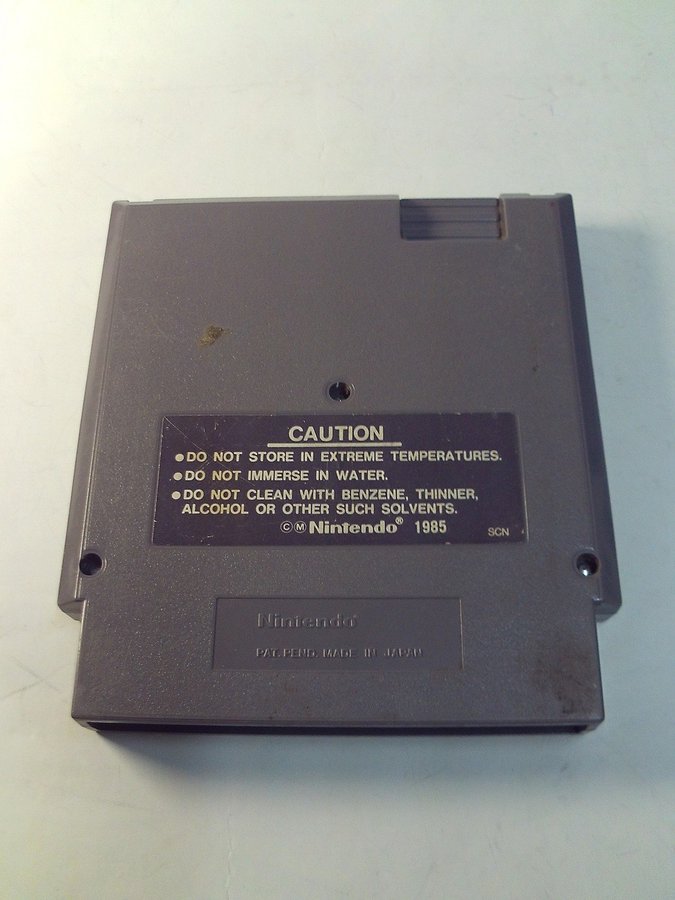 CAUTION
●DO NOT STORE IN EXTREME TEMPERATURES.
●DO NOT IMMERSE IN WATER.
●DO NOT CLEAN WITH BENZENE, THINNER,
ALCOHOL OR OTHER SUCH SOLVENTS.
©Ⓜ Nintendo® 1985 SCN
Nintendo®
PAT. PEND. MADE IN JAPAN